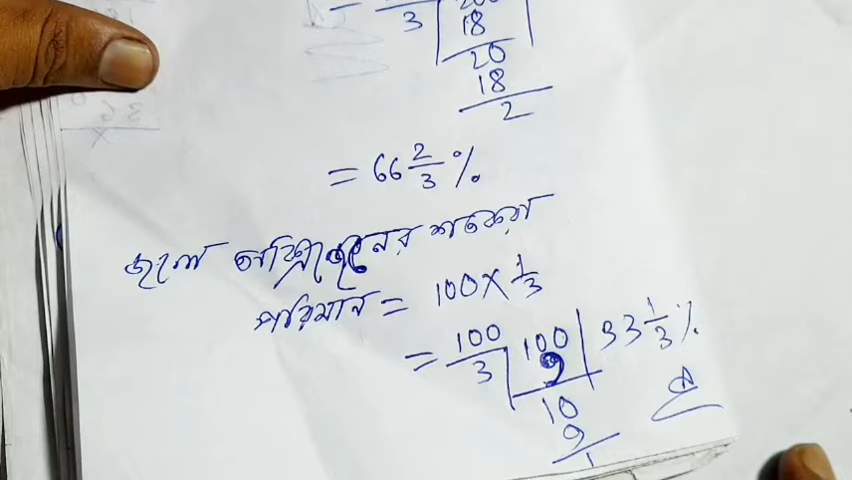 = — 3 | 200 |
18
20
18
2
= 66 2/3 %
জলে অক্সিজেনের শতকরা
পরিমান = 100 × 1/3
= 100/3 | 100 | 33 1/3 %
9
10
9
1